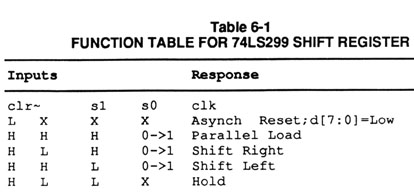 Table 6-1
FUNCTION TABLE FOR 74LS299 SHIFT REGISTER
Inputs Response
clr~ s1 s0 clk
L X X X Asynch Reset;d[7:0]=Low
H H H 0->1 Parallel Load
H L H 0->1 Shift Right
H H L 0->1 Shift Left
H L L X Hold